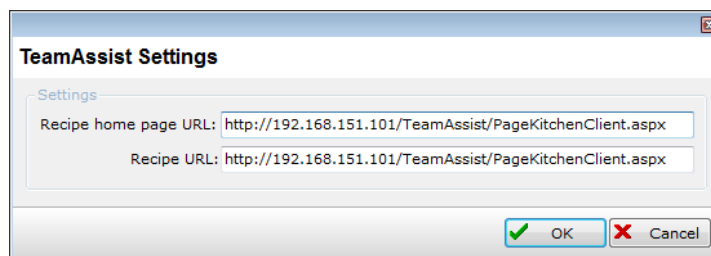 TeamAssist Settings
Settings
Recipe home page URL: http://192.168.151.101/TeamAssist/PageKitchenClient.aspx
Recipe URL: http://192.168.151.101/TeamAssist/PageKitchenClient.aspx
OK Cancel